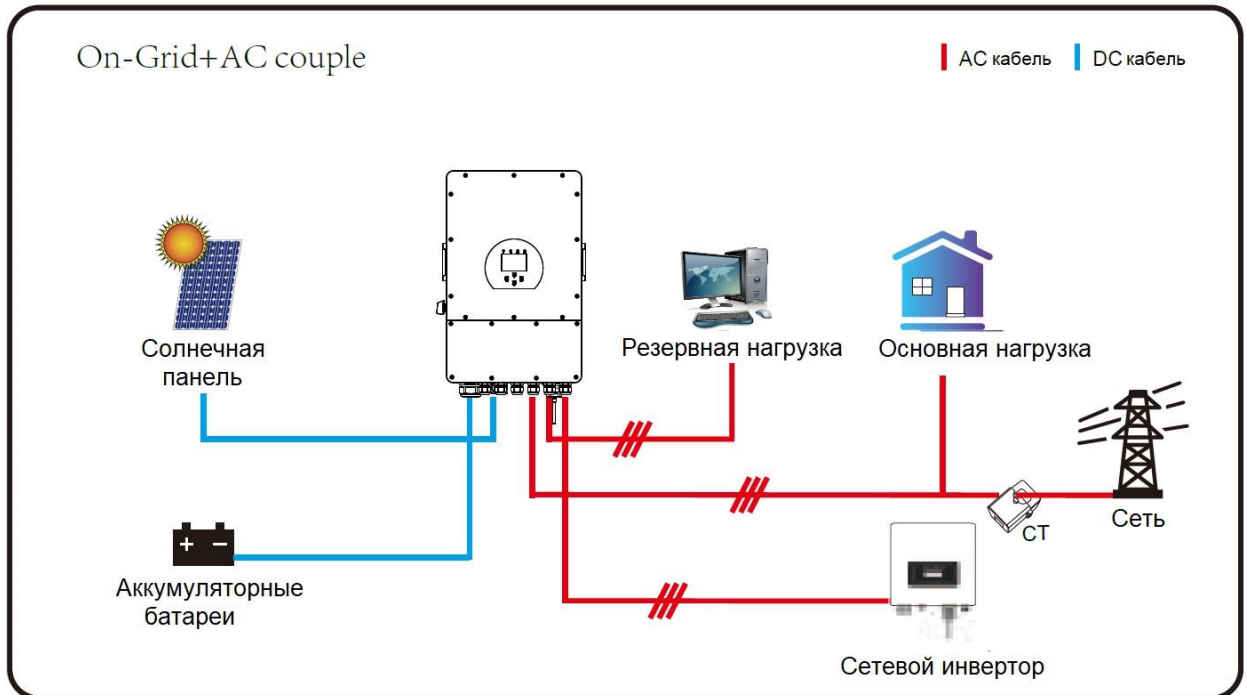 On-Grid+AC couple
AC кабель
DC кабель
Солнечная
панель
Резервная нагрузка
Основная нагрузка
Сеть
CT
Аккумуляторные
батареи
Сетевой инвертор